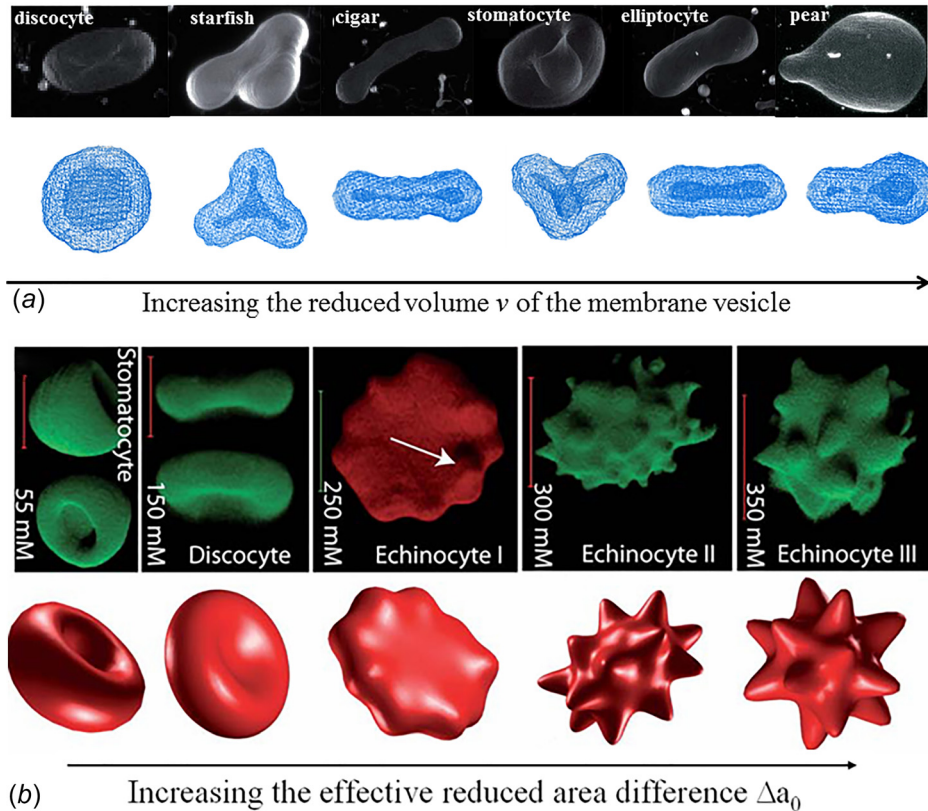 discocyte starfish cigar stomatocyte elliptocyte pear
(a) Increasing the reduced volume v of the membrane vesicle
Stomatocyte
55 mM
150 mM
Discocyte
250 mM
Echinocyte I
300 mM
Echinocyte II
350 mM
Echinocyte III
(b) Increasing the effective reduced area difference Δa₀